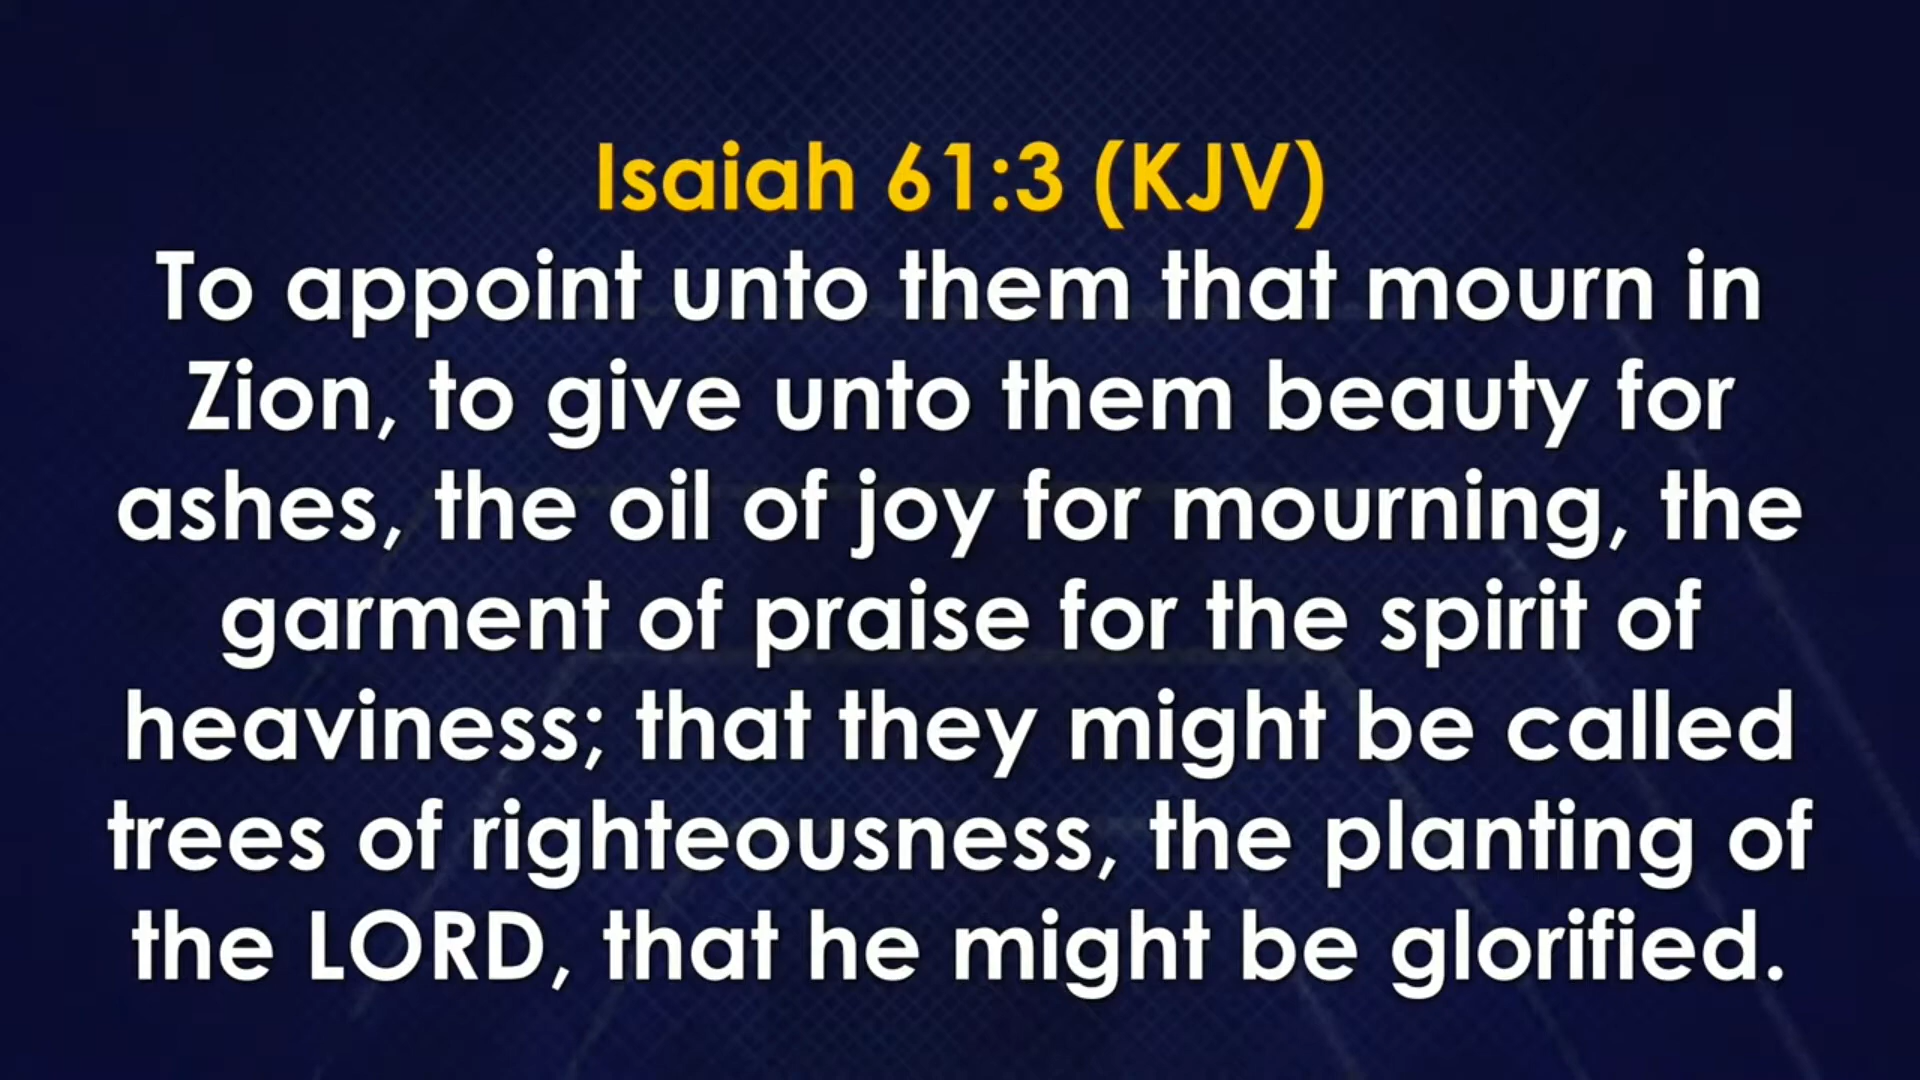 Isaiah 61:3 (KJV)
To appoint unto them that mourn in
Zion, to give unto them beauty for
ashes, the oil of joy for mourning, the
garment of praise for the spirit of
heaviness; that they might be called
trees of righteousness, the planting of
the LORD, that he might be glorified.